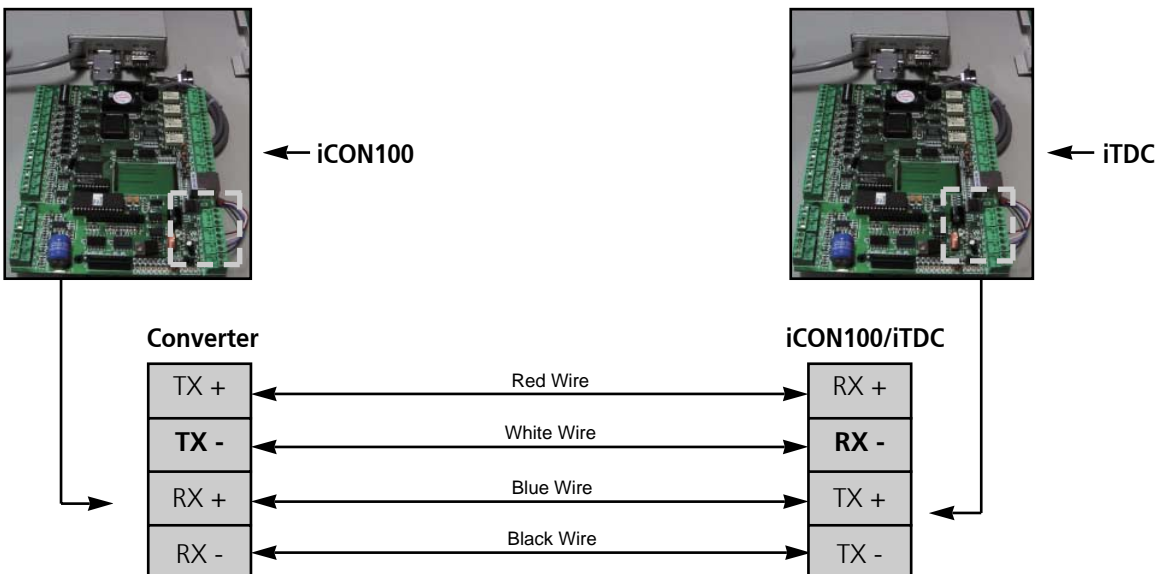 iCON100
iTDC
Converter
iCON100/iTDC
TX +
Red Wire
RX +
TX -
White Wire
RX -
RX +
Blue Wire
TX +
RX -
Black Wire
TX -